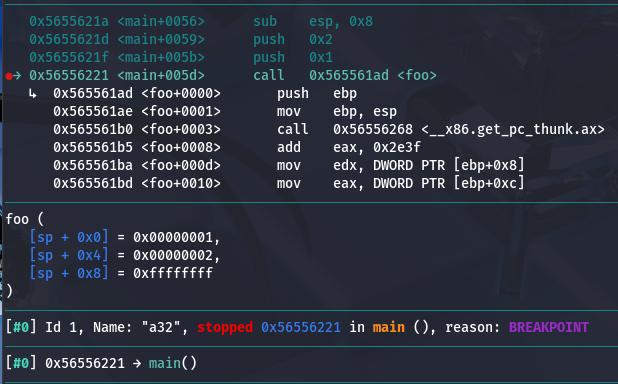 0x5655621a <main+0056> sub esp, 0x8
0x5655621d <main+0059> push 0x2
0x5655621f <main+005b> push 0x1
●→ 0x56556221 <main+005d> call 0x565561ad <foo>
↳ 0x565561ad <foo+0000> push ebp
0x565561ae <foo+0001> mov ebp, esp
0x565561b0 <foo+0003> call 0x56556268 <__x86.get_pc_thunk.ax>
0x565561b5 <foo+0008> add eax, 0x2e3f
0x565561ba <foo+000d> mov edx, DWORD PTR [ebp+0x8]
0x565561bd <foo+0010> mov eax, DWORD PTR [ebp+0xc]
foo (
[sp + 0x0] = 0x00000001,
[sp + 0x4] = 0x00000002,
[sp + 0x8] = 0xffffffff
)
[#0] Id 1, Name: "a32", stopped 0x56556221 in main (), reason: BREAKPOINT
[#0] 0x56556221 → main()